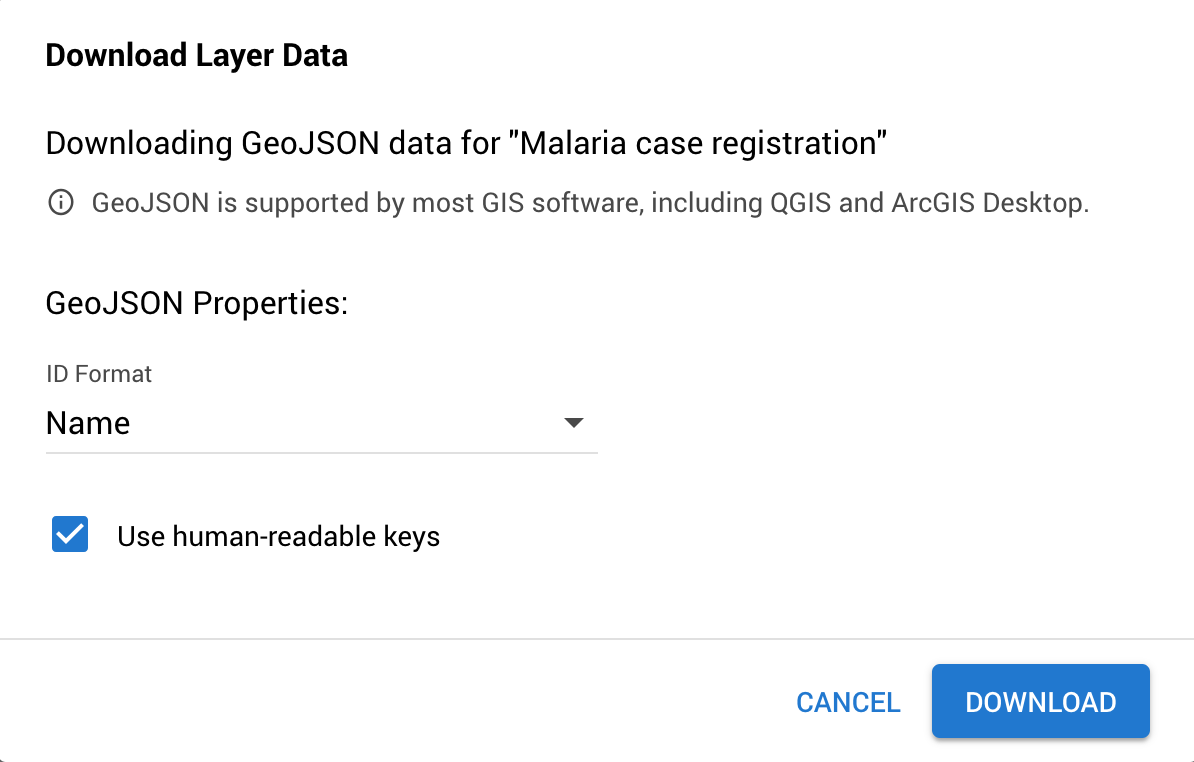 Download Layer Data
Downloading GeoJSON data for "Malaria case registration"
GeoJSON is supported by most GIS software, including QGIS and ArcGIS Desktop.
GeoJSON Properties:
ID Format
Name
Use human-readable keys
CANCEL
DOWNLOAD